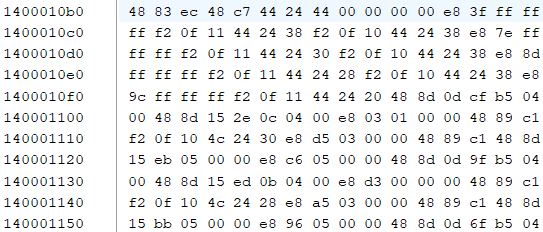 1400010b0 48 83 ec 48 c7 44 24 44 00 00 00 00 e8 3f ff ff
1400010c0 ff f2 0f 11 44 24 38 f2 0f 10 44 24 38 e8 7e ff
1400010d0 ff ff f2 0f 11 44 24 30 f2 0f 10 44 24 38 e8 8d
1400010e0 ff ff ff f2 0f 11 44 24 28 f2 0f 10 44 24 38 e8
1400010f0 9c ff ff ff f2 0f 11 44 24 20 48 8d 0d cf b5 04
140001100 00 48 8d 15 2e 0c 04 00 e8 03 01 00 00 48 89 c1
140001110 f2 0f 10 4c 24 30 e8 d5 03 00 00 48 89 c1 48 8d
140001120 15 eb 05 00 00 e8 c6 05 00 00 48 8d 0d 9f b5 04
140001130 00 48 8d 15 ed 0b 04 00 e8 d3 00 00 00 48 89 c1
140001140 f2 0f 10 4c 24 28 e8 a5 03 00 00 48 89 c1 48 8d
140001150 15 bb 05 00 00 e8 96 05 00 00 48 8d 0d 6f b5 04